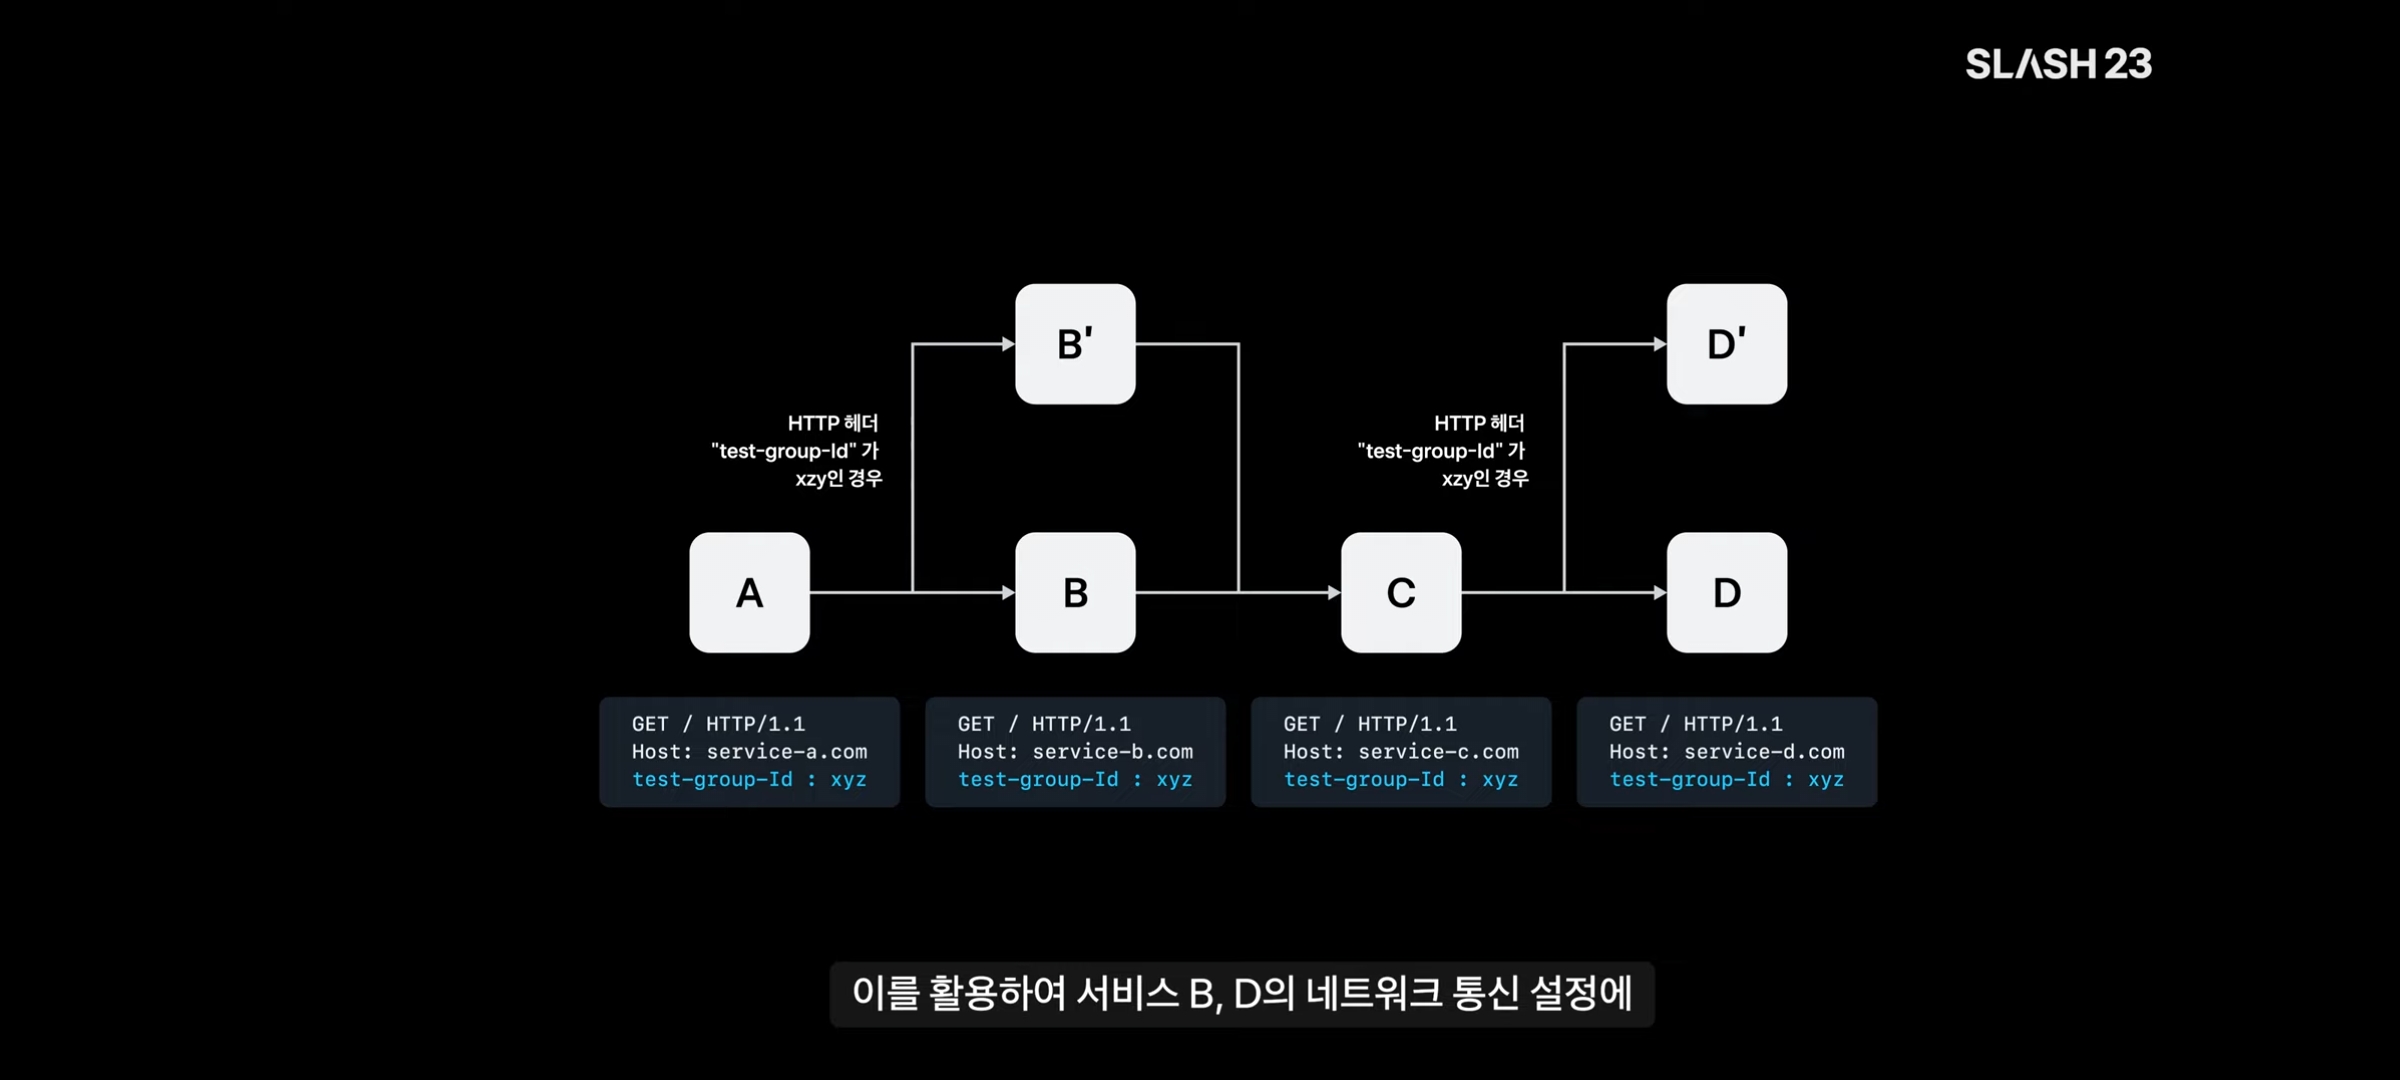 SLASH 23
B'
D'
HTTP 헤더
"test-group-Id" 가
xzy인 경우
HTTP 헤더
"test-group-Id" 가
xzy인 경우
A
B
C
D
GET / HTTP/1.1
Host: service-a.com
test-group-Id : xyz
GET / HTTP/1.1
Host: service-b.com
test-group-Id : xyz
GET / HTTP/1.1
Host: service-c.com
test-group-Id : xyz
GET / HTTP/1.1
Host: service-d.com
test-group-Id : xyz
이를 활용하여 서비스 B, D의 네트워크 통신 설정에